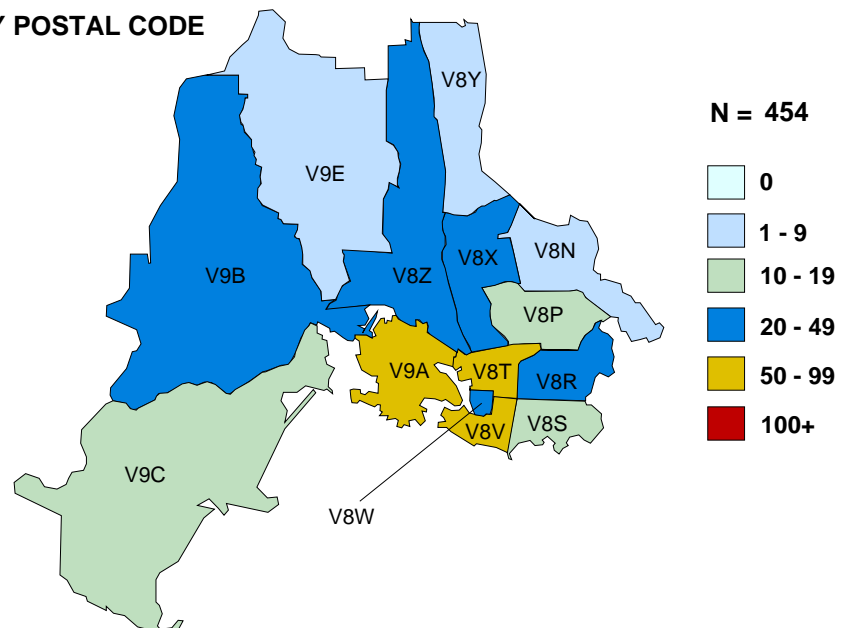 Y POSTAL CODE
V8Y
N = 454
V9E
0
1 - 9
V8N
V9B
V8Z
V8X
10 - 19
V8P
20 - 49
V9A
V8T
V8R
50 - 99
V8V
V8S
100+
V9C
V8W